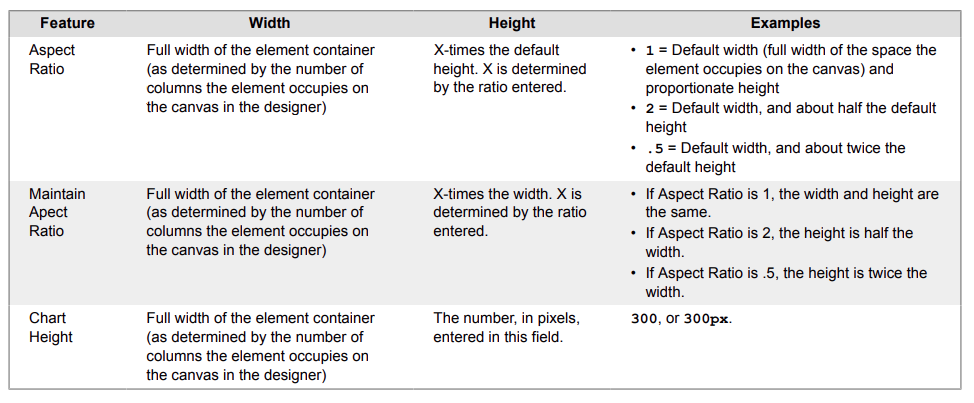 Feature Width Height Examples
Aspect
Ratio
Full width of the element container
(as determined by the number of
columns the element occupies on
the canvas in the designer)
X-times the default
height. X is determined
by the ratio entered.
• 1 = Default width (full width of the space the
element occupies on the canvas) and
proportionate height
• 2 = Default width, and about half the default
height
• .5 = Default width, and about twice the
default height
Maintain
Apect
Ratio
Full width of the element container
(as determined by the number of
columns the element occupies on
the canvas in the designer)
X-times the width. X is
determined by the ratio
entered.
• If Aspect Ratio is 1, the width and height are
the same.
• If Aspect Ratio is 2, the height is half the
width.
• If Aspect Ratio is .5, the height is twice the
width.
Chart
Height
Full width of the element container
(as determined by the number of
columns the element occupies on
the canvas in the designer)
The number, in pixels,
entered in this field.
300, or 300px.